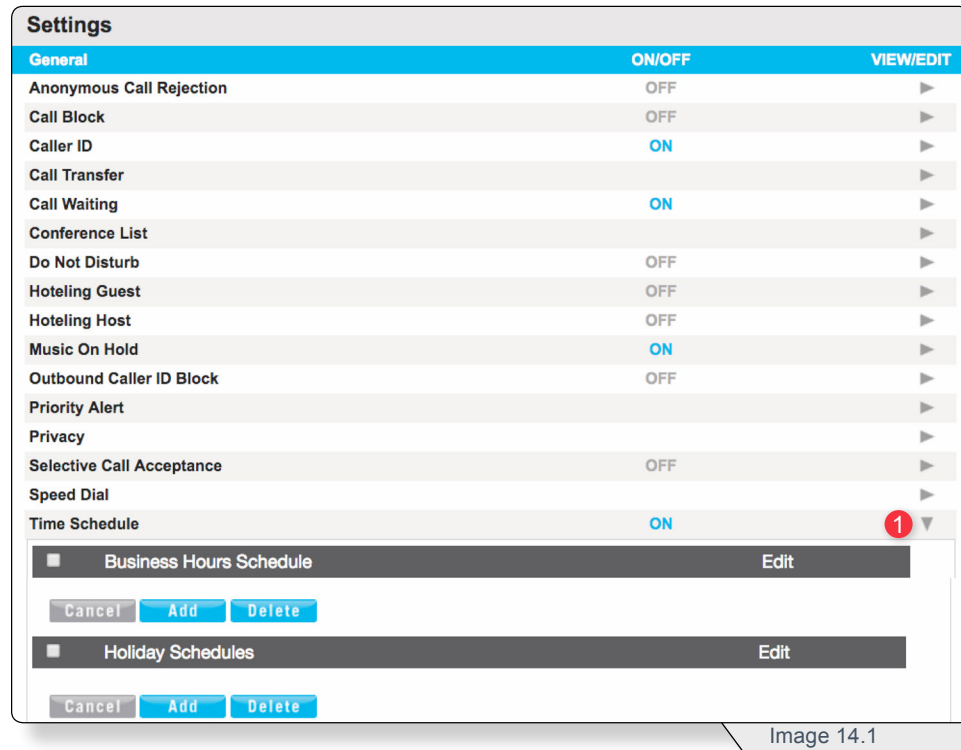 Settings
General ON/OFF VIEW/EDIT
Anonymous Call Rejection OFF
Call Block OFF
Caller ID ON
Call Transfer
Call Waiting ON
Conference List
Do Not Disturb OFF
Hoteling Guest OFF
Hoteling Host OFF
Music On Hold ON
Outbound Caller ID Block OFF
Priority Alert
Privacy
Selective Call Acceptance OFF
Speed Dial
Time Schedule ON 1
Business Hours Schedule Edit
Cancel Add Delete
Holiday Schedules Edit
Cancel Add Delete
Image 14.1